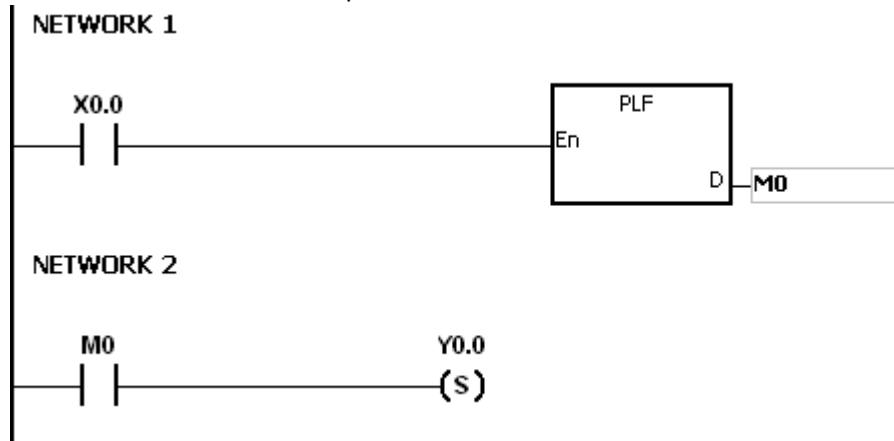 NETWORK 1
X0.0
PLF
En
D
M0
NETWORK 2
M0 Y0.0
(S)